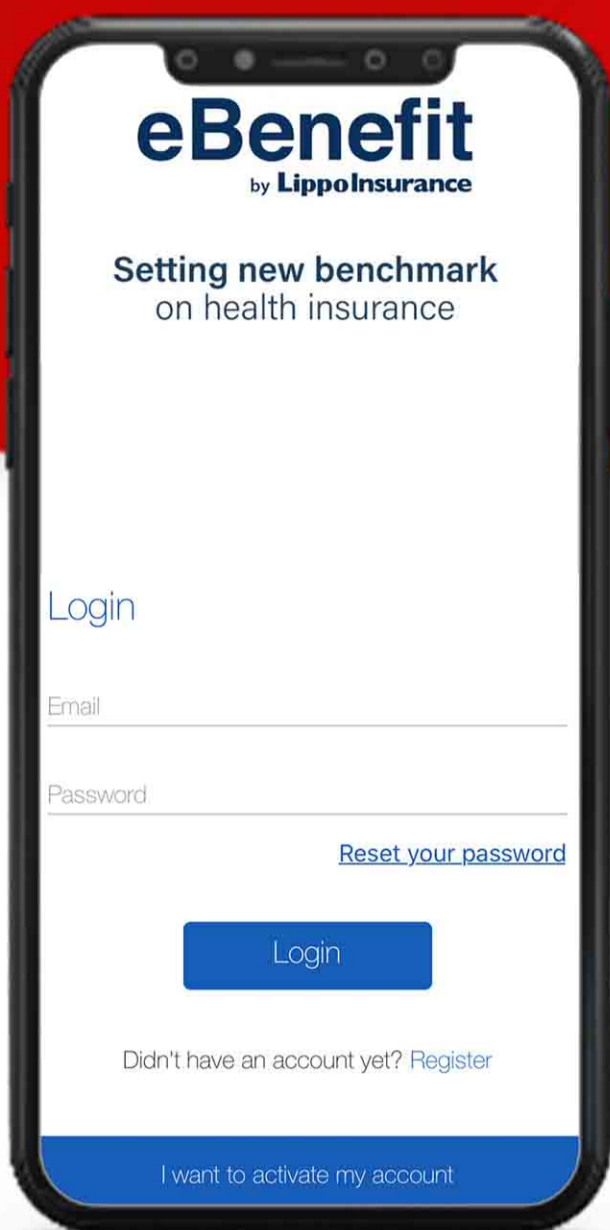 eBenefit
by LippoInsurance
Setting new benchmark
on health insurance
Login
Email
Password
Reset your password
Login
Didn't have an account yet? Register
I want to activate my account